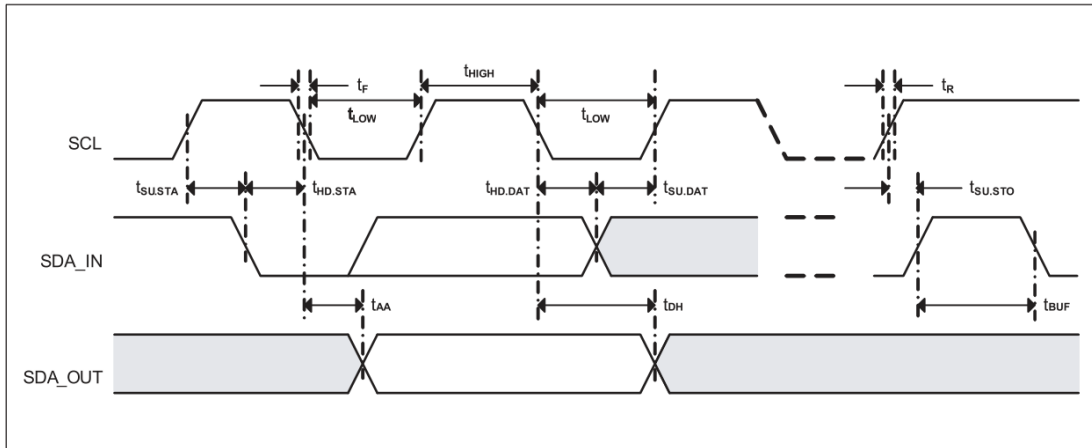 tF
tHIGH
tR
tLOW
tLOW
SCL
tSU.STA
tHD.STA
tHD.DAT
tSU.DAT
tSU.STO
SDA_IN
tAA
tDH
tBUF
SDA_OUT